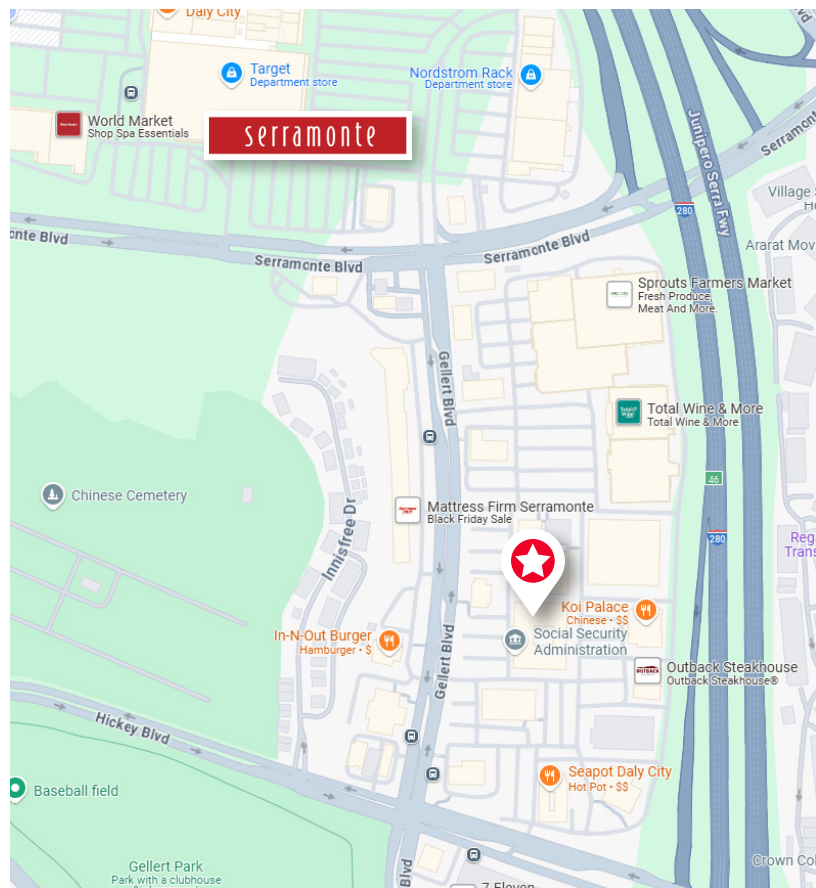 Daly City
Target
Department store
Nordstrom Rack
Department store
World Market
Shop Spa Essentials
serramonte
Junipero Serra Fwy
Serramonte
280
Village
Ararat Mov
Serramonte Blvd
Serramonte Blvd
Blvd
Sprouts Farmers Market
Fresh Produce,
Meat And More.
Gellert Blvd
Total Wine & More
Total Wine & More
46
Chinese Cemetery
Mattress Firm Serramonte
Black Friday Sale
Innisfree Dr
280
Koi Palace
Chinese • $$
In-N-Out Burger
Hamburger • $
Social Security
Administration
Gellert Blvd
OUTBACK
Outback Steakhouse
Outback Steakhouse®
Hickey Blvd
Seapot Daly City
Hot Pot • $$
Baseball field
Gellert Park
Park with a clubhouse
Blvd
7-Eleven